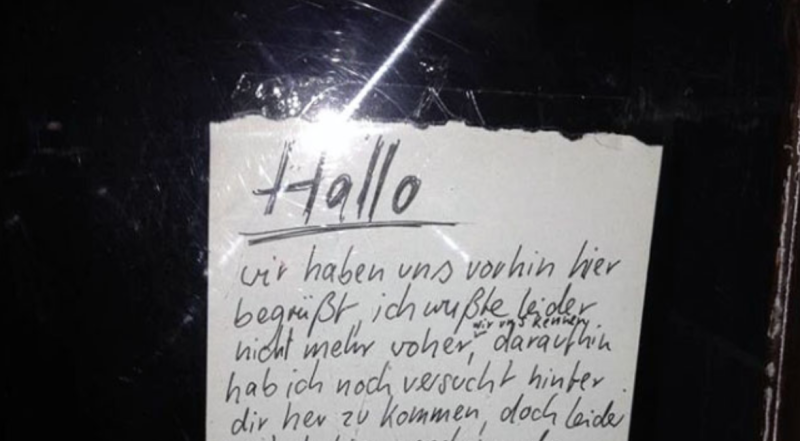 Hallo
wir haben uns vorhin hier
begrüßt, ich wußte leider
nicht mehr woher, wir uns kennen, daraufhin
hab ich noch versucht hinter
dir her zu kommen, doch leider